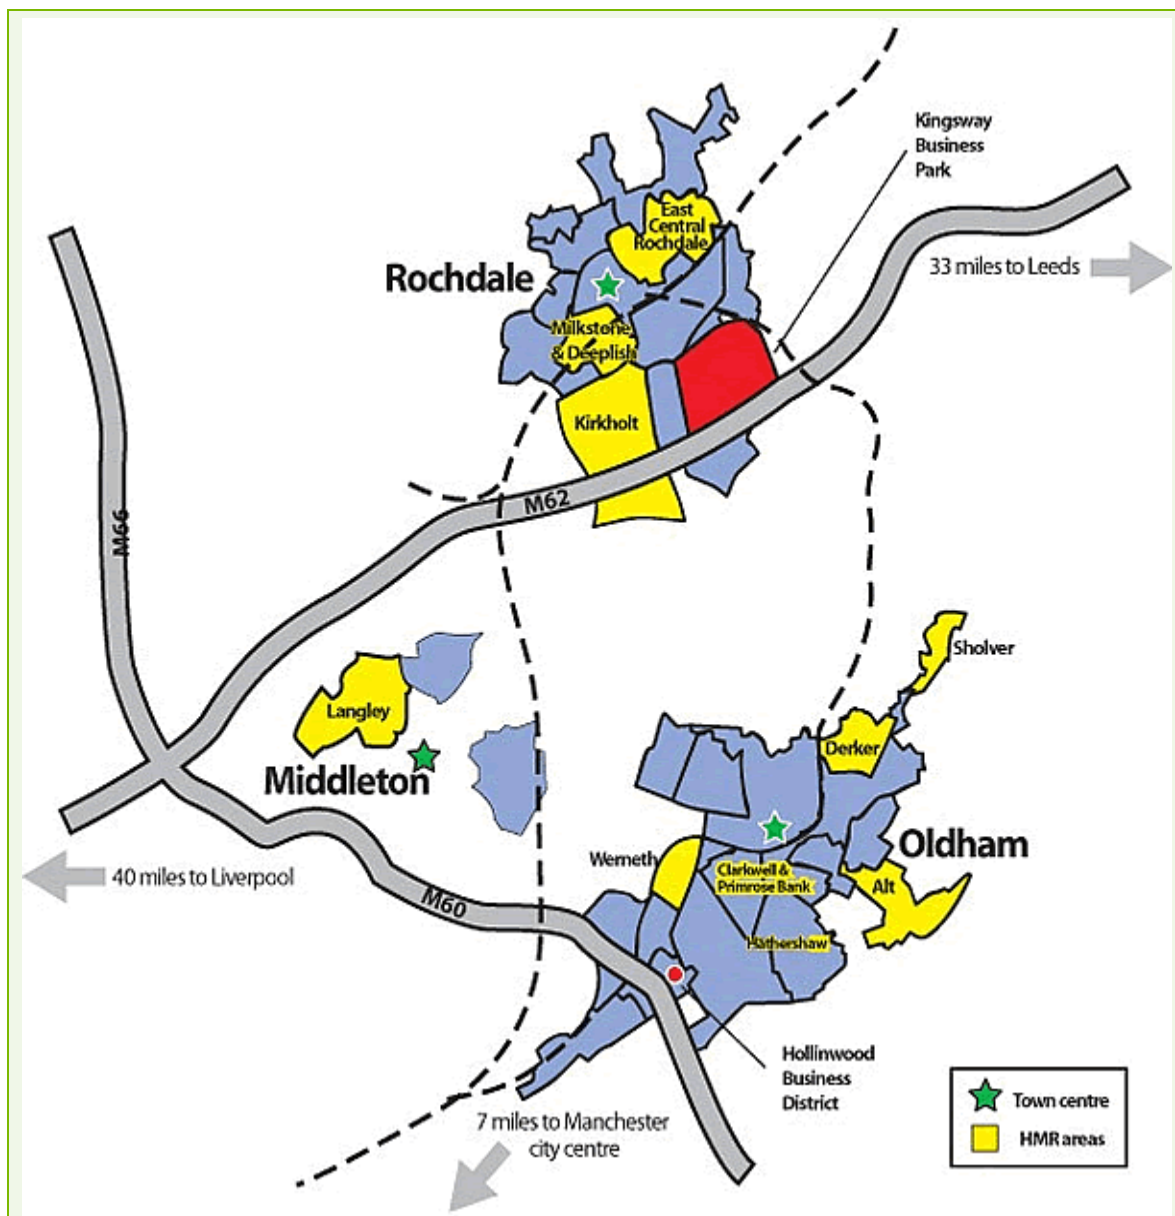 Kingsway
Business
Park
East
Central
Rochdale
Rochdale
33 miles to Leeds
Milkstone
& Deeplish
Kirkholt
M62
M66
Sholver
Langley
Derker
Middleton
Oldham
Werneth
Clarkwell &
Primrose Bank
Alt
40 miles to Liverpool
M60
Hathershaw
Hollinwood
Business
District
7 miles to Manchester
city centre
Town centre
HMR areas